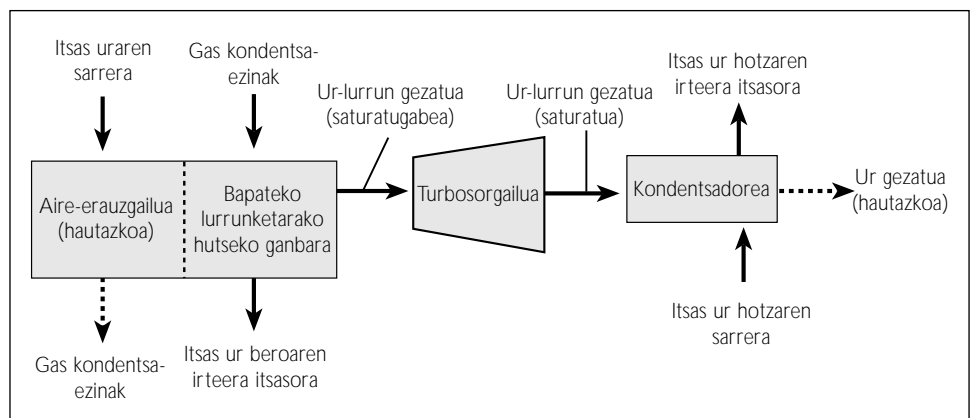 Itsas uraren
sarrera
Gas kondentsa-
ezinak
Ur-lurrun gezatua
(saturatugabea)
Ur-lurrun gezatua
(saturatua)
Itsas ur hotzaren
irteera itsasora
Aire-erauzgailua
(hautazkoa)
Bapateko
lurrunketarako
hutseko ganbara
Turbosorgailua
Kondentsadorea
Ur gezatua
(hautazkoa)
Gas kondentsa-
ezinak
Itsas ur beroaren
irteera itsasora
Itsas ur hotzaren
sarrera